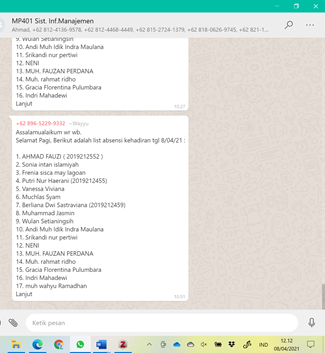 MP401 Sist. Inf.Manajemen
Ahmad, +62 812-4136-9578, +62 812-4468-4449, +62 815-2724-1379, +62 818-0626-9745, +62 821-1...
9. Wulan Setianingsih
10. Andi Muh Idik Indra Maulana
11. Srikandi nur pertiwi
12. NENI
13. MUH. FAUZAN PERDANA
14. Muh. rahmat ridho
15. Gracia Florentina Pulumbara
16. Indri Mahadewi
Lanjut
10.27
+62 896-5229-9332 ~Wayyu
Assalamualaikum wr wb.
Selamat Pagi, Berikut adalah list absensi kehadiran tgl 8/04/21 :
1. AHMAD FAUZI ( 2019212552 )
2. Sonia intan islamiyah
3. Frenia sisca may lagoan
4. Putri Nur Haerani (2019212455)
5. Vanessa Viviana
6. Muchlas Syam
7. Berliana Dwi Sastraviana (2019212459)
8. Muhammad Jasmin
9. Wulan Setianingsih
10. Andi Muh Idik Indra Maulana
11. Srikandi nur pertiwi
12. NENI
13. MUH. FAUZAN PERDANA
14. Muh. rahmat ridho
15. Gracia Florentina Pulumbara
16. Indri Mahadewi
17. muh wahyu Ramadhan
Lanjut
Ketik pesan
IND
12.12
08/04/2021